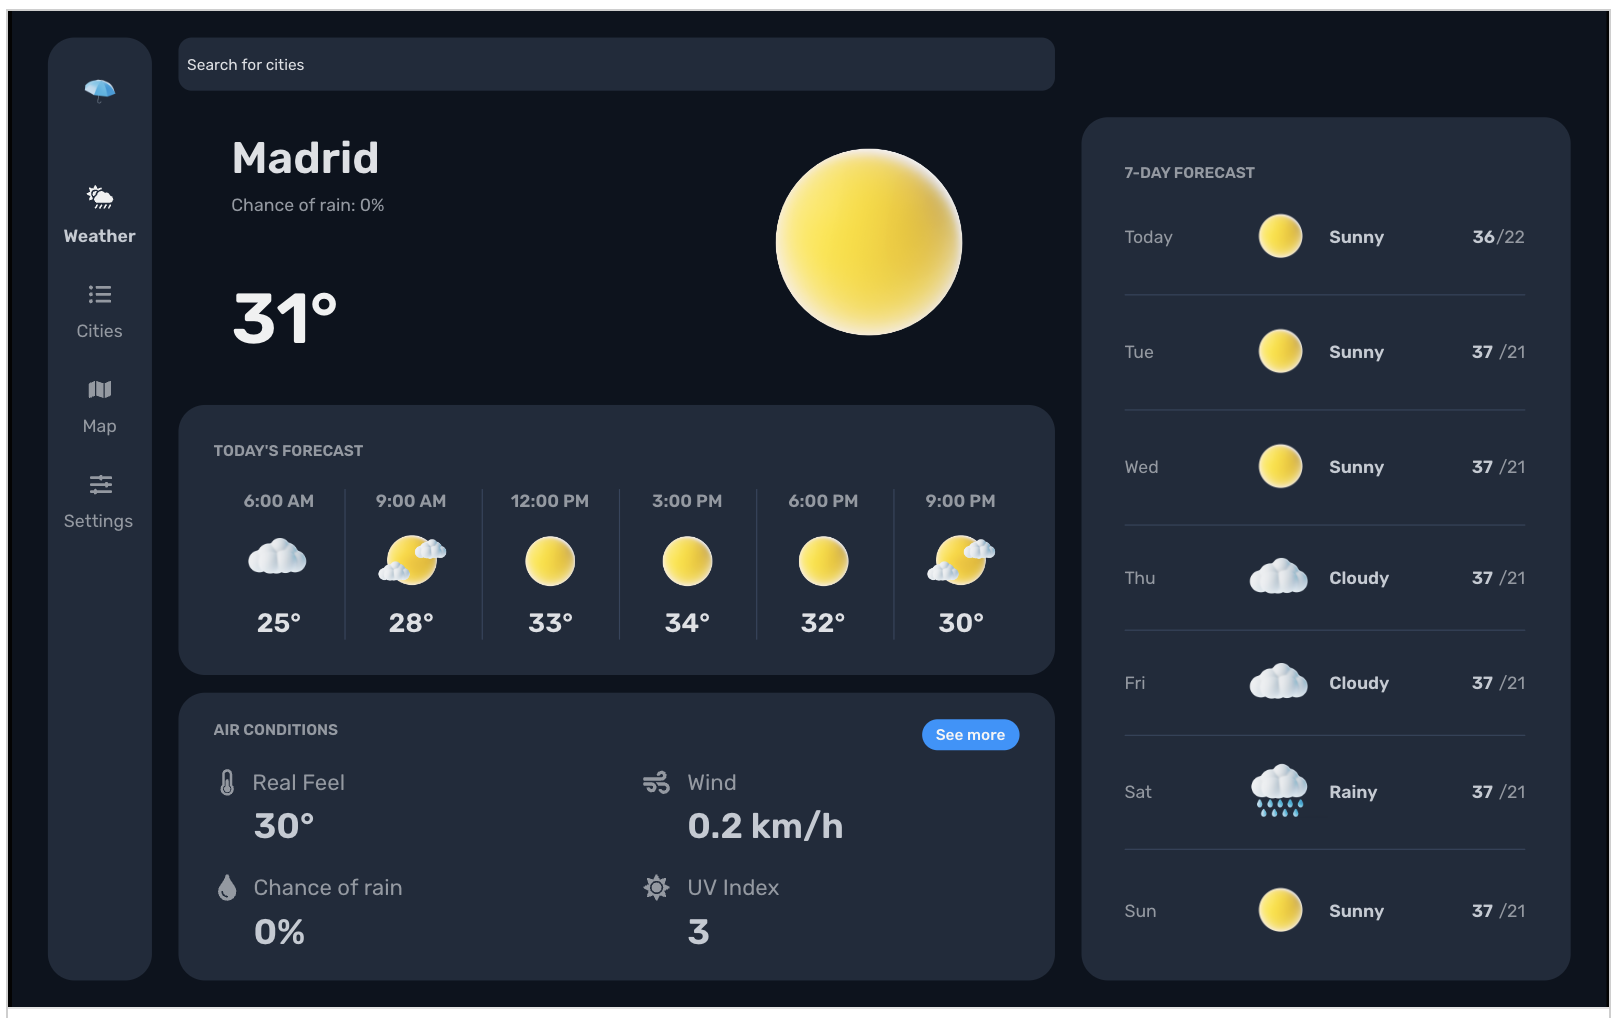 Search for cities
Weather
Cities
Map
Settings
Madrid
Chance of rain: 0%
31°
TODAY'S FORECAST
6:00 AM 9:00 AM 12:00 PM 3:00 PM 6:00 PM 9:00 PM
25° 28° 33° 34° 32° 30°
AIR CONDITIONS
See more
Real Feel
30°
Wind
0.2 km/h
Chance of rain
0%
UV Index
3
7-DAY FORECAST
Today Sunny 36/22
Tue Sunny 37 /21
Wed Sunny 37 /21
Thu Cloudy 37 /21
Fri Cloudy 37 /21
Sat Rainy 37 /21
Sun Sunny 37 /21